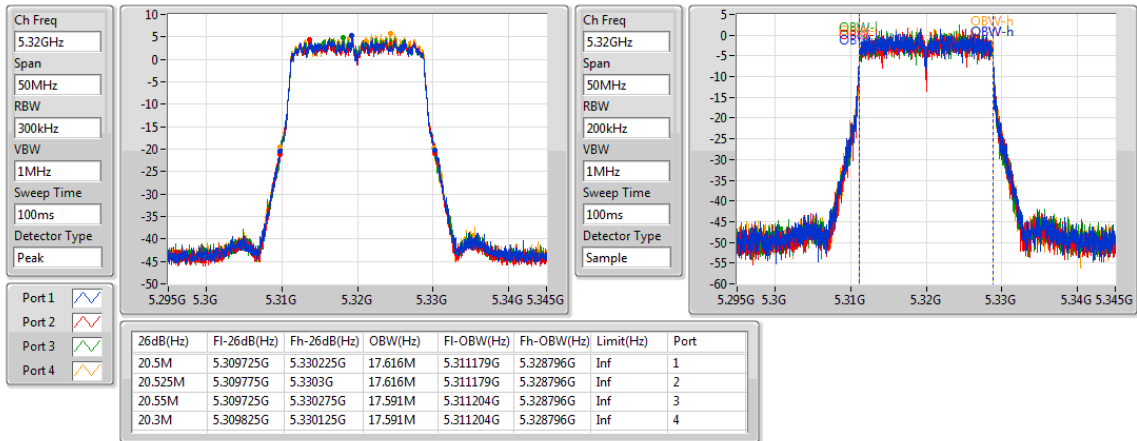 Ch Freq
5.32GHz
Span
50MHz
RBW
300kHz
VBW
1MHz
Sweep Time
100ms
Detector Type
Peak
10
5
0
-5
-10
-15
-20
-25
-30
-35
-40
-45
-50
5.295G 5.3G 5.31G 5.32G 5.33G 5.34G 5.345G
Ch Freq
5.32GHz
Span
50MHz
RBW
200kHz
VBW
1MHz
Sweep Time
100ms
Detector Type
Sample
5
0
-5
-10
-15
-20
-25
-30
-35
-40
-45
-50
-55
-60
OBW-h
OBW-h
5.295G 5.3G 5.31G 5.32G 5.33G 5.34G 5.345G
Port 1
Port 2
Port 3
Port 4
26dB(Hz) Fl-26dB(Hz) Fh-26dB(Hz) OBW(Hz) Fl-OBW(Hz) Fh-OBW(Hz) Limit(Hz) Port
20.5M 5.309725G 5.330225G 17.616M 5.311179G 5.328796G Inf 1
20.525M 5.309775G 5.3303G 17.616M 5.311179G 5.328796G Inf 2
20.55M 5.309725G 5.330275G 17.591M 5.311204G 5.328796G Inf 3
20.3M 5.309825G 5.330125G 17.591M 5.311204G 5.328796G Inf 4